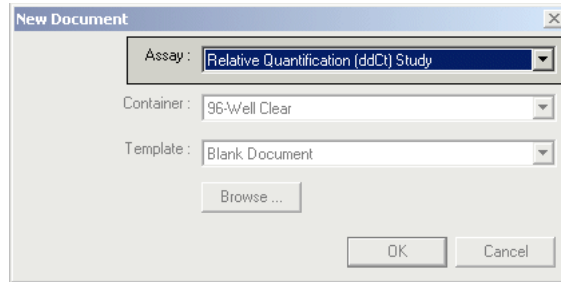 New Document
Assay : Relative Quantification (ddCt) Study
Container : 96-Well Clear
Template : Blank Document
Browse ...
OK Cancel